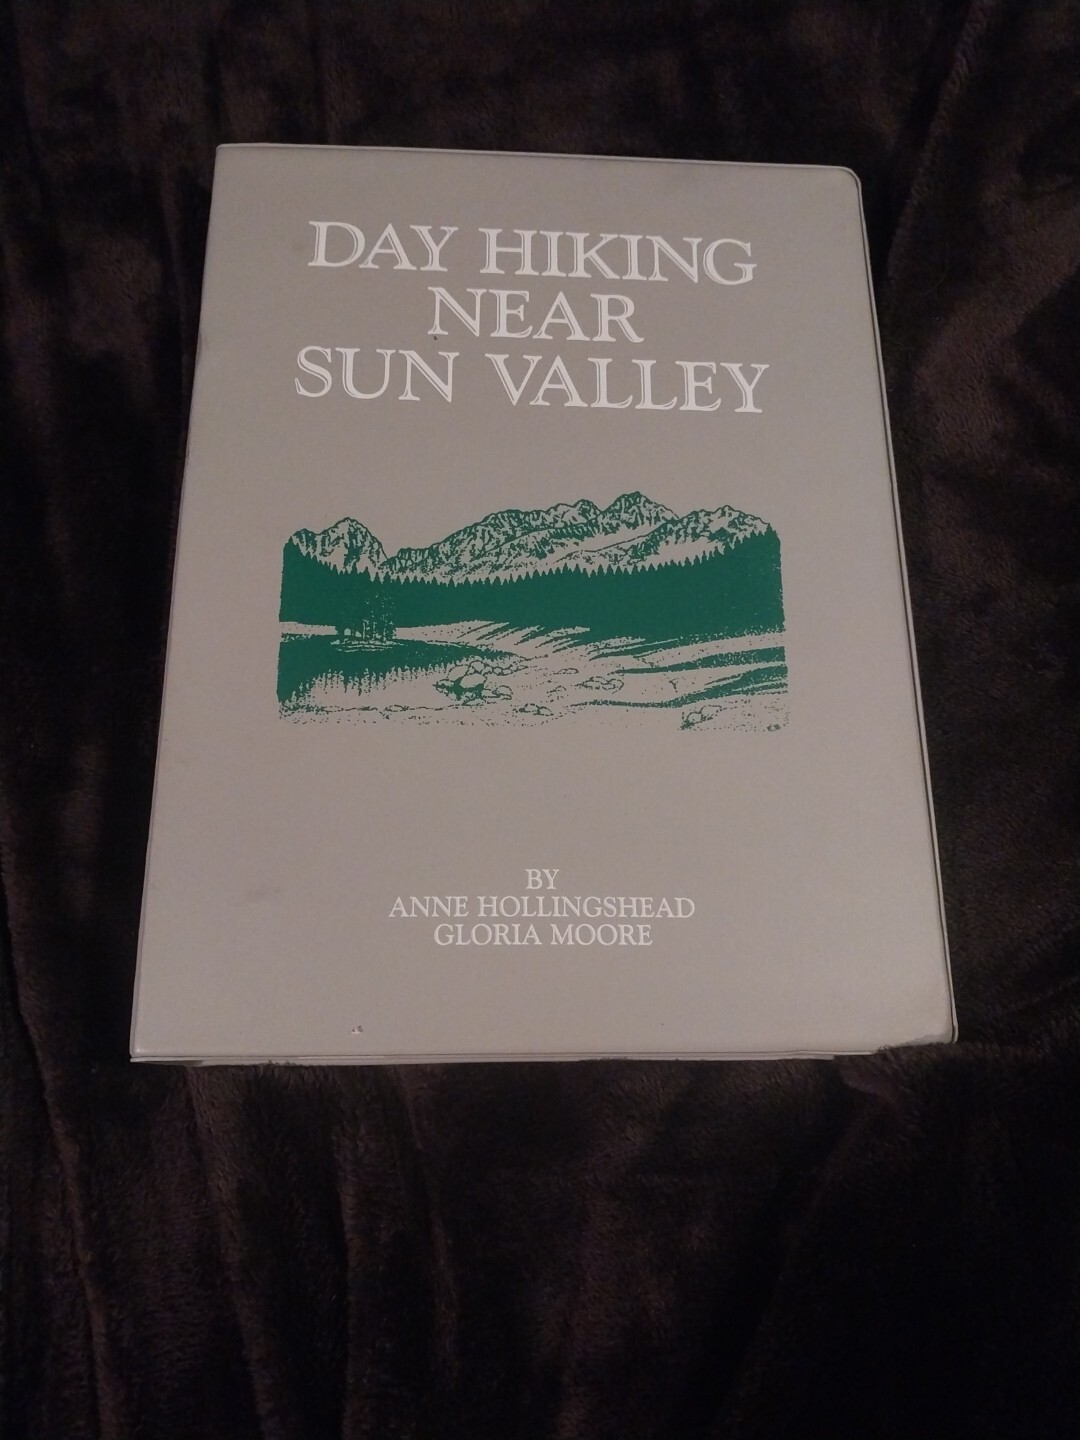 DAY HIKING
NEAR
SUN VALLEY
BY
ANNE HOLLINGSHEAD
GLORIA MOORE